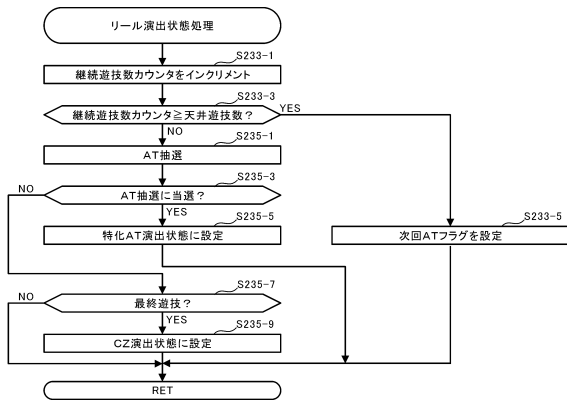 リール演出状態処理
S233-1
継続遊技数カウンタをインクリメント
S233-3
継続遊技数カウンタ≧天井遊技数?
YES
NO
S235-1
AT抽選
S235-3
NO
AT抽選に当選?
YES
S235-5
特化AT演出状態に設定
S233-5
次回ATフラグを設定
S235-7
NO
最終遊技?
YES
S235-9
CZ演出状態に設定
RET